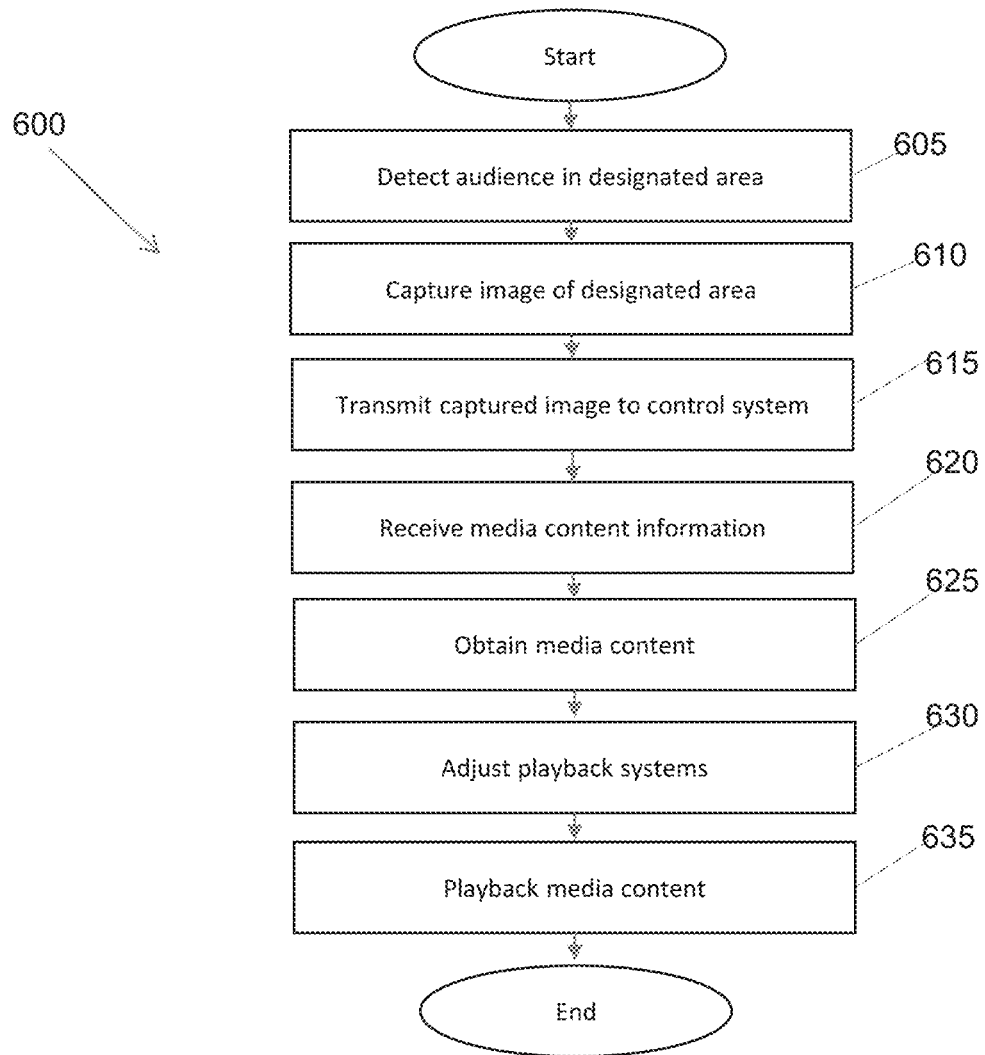 Start
600
605
Detect audience in designated area
610
Capture image of designated area
615
Transmit captured image to control system
620
Receive media content information
625
Obtain media content
630
Adjust playback systems
635
Playback media content
End